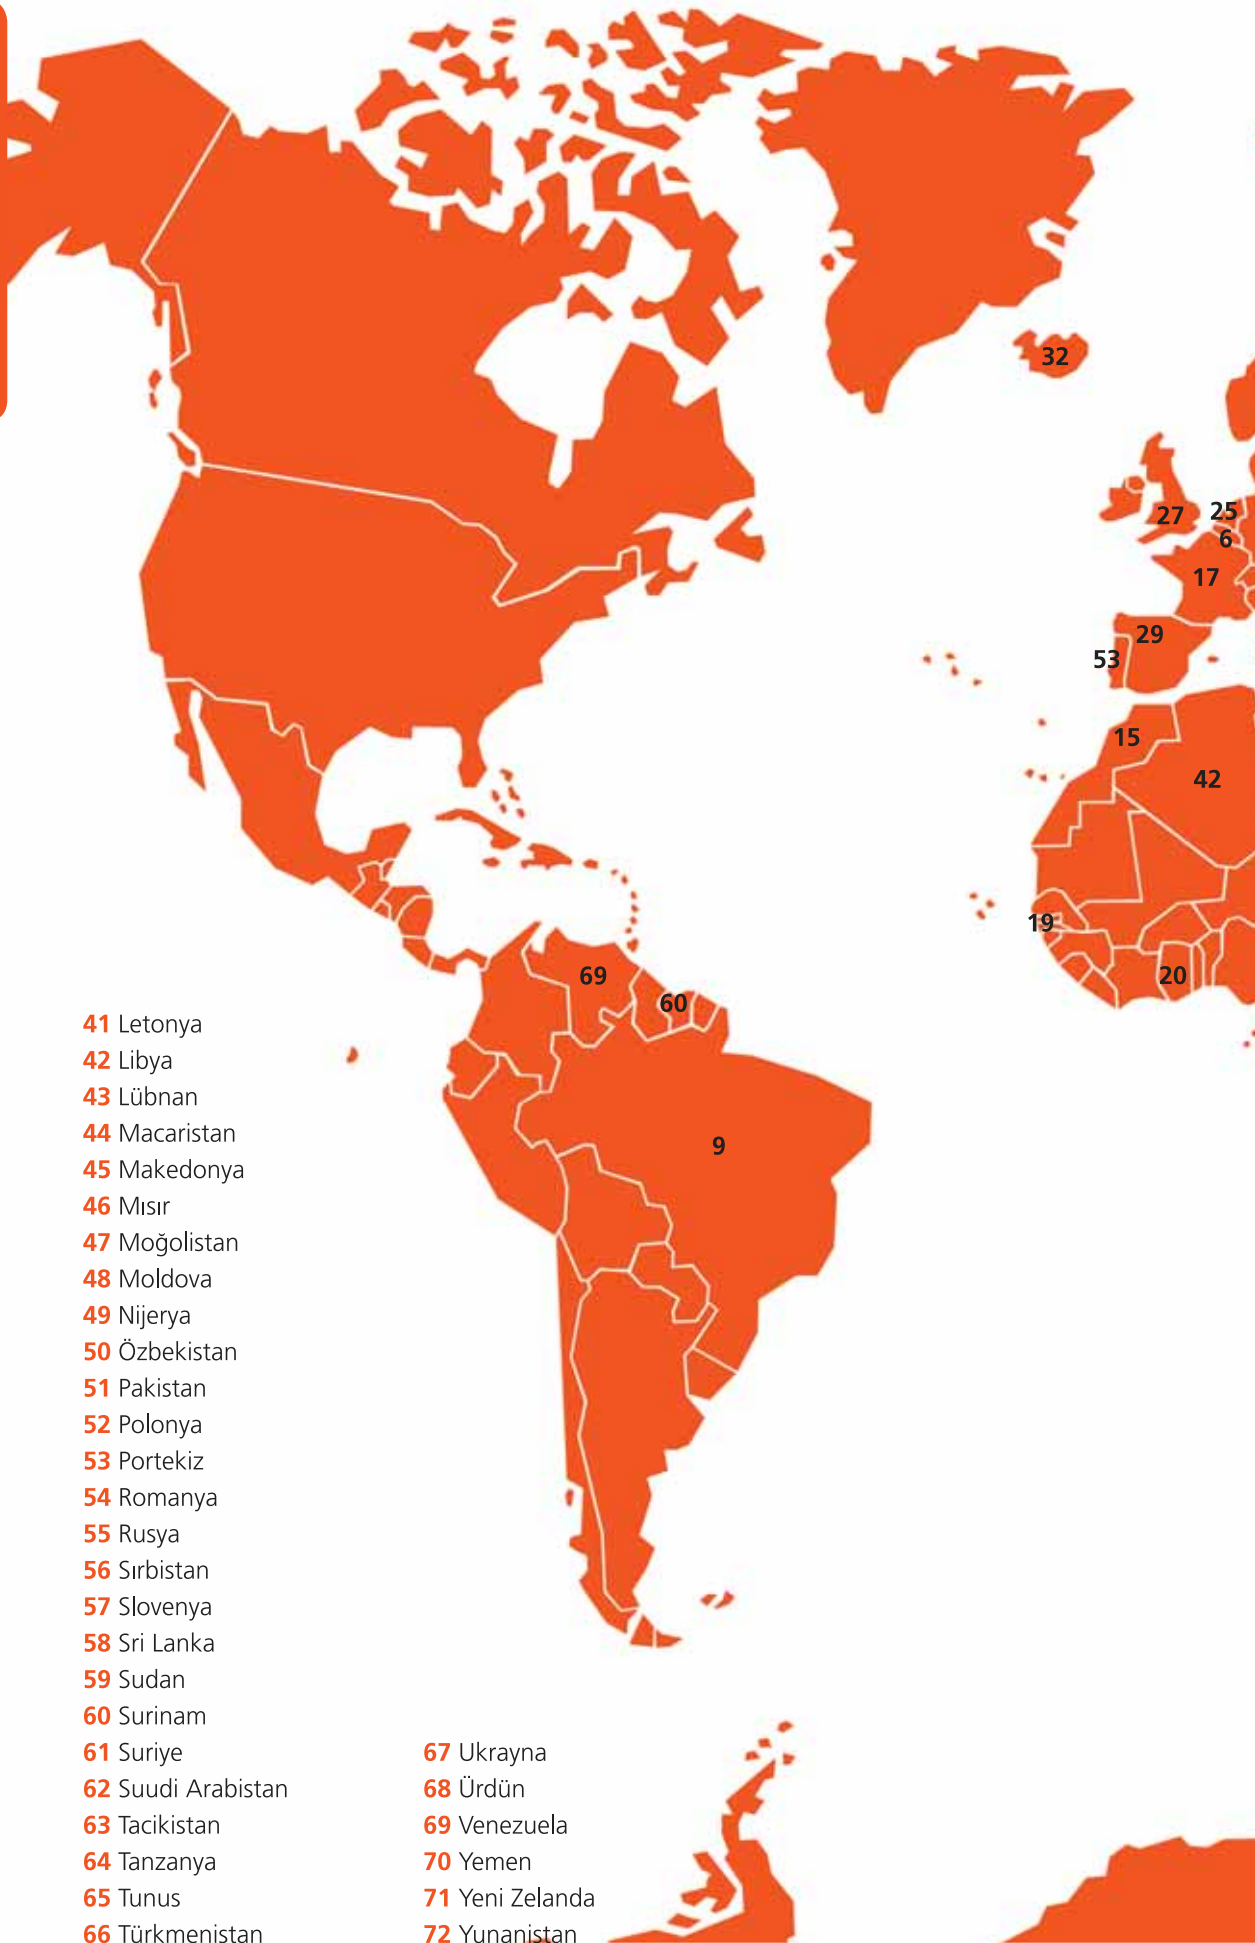 32
27
25
6
17
29
53
15
42
19
20
69
60
9
41 Letonya
42 Libya
43 Lübnan
44 Macaristan
45 Makedonya
46 Mısır
47 Moğolistan
48 Moldova
49 Nijerya
50 Özbekistan
51 Pakistan
52 Polonya
53 Portekiz
54 Romanya
55 Rusya
56 Sırbistan
57 Slovenya
58 Sri Lanka
59 Sudan
60 Surinam
61 Suriye
62 Suudi Arabistan
63 Tacikistan
64 Tanzanya
65 Tunus
66 Türkmenistan
67 Ukrayna
68 Ürdün
69 Venezuela
70 Yemen
71 Yeni Zelanda
72 Yunanistan